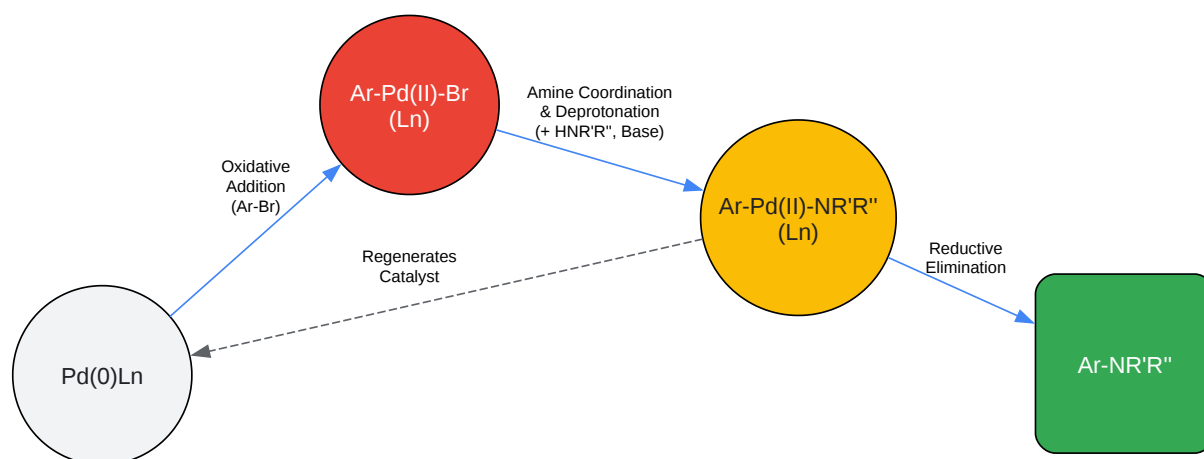 Ar-Pd(II)-Br
(Ln)
Amine Coordination
& Deprotonation
(+ HNR'R'', Base)
Oxidative
Addition
(Ar-Br)
Ar-Pd(II)-NR'R''
(Ln)
Regenerates
Catalyst
Reductive
Elimination
Pd(0)Ln
Ar-NR'R''